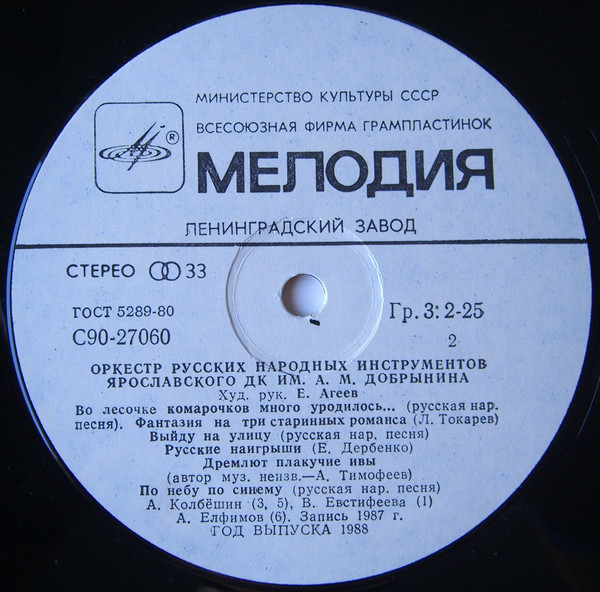 МИНИСТЕРСТВО КУЛЬТУРЫ СССР
ВСЕСОЮЗНАЯ ФИРМА ГРАМПЛАСТИНОК
®
МЕЛОДИЯ
ЛЕНИНГРАДСКИЙ ЗАВОД
СТЕРЕО 33
ГОСТ 5289-80
Гр. 3: 2-25
С90-27060
2
ОРКЕСТР РУССКИХ НАРОДНЫХ ИНСТРУМЕНТОВ
ЯРОСЛАВСКОГО ДК ИМ. А. М. ДОБРЫНИНА
Худ. рук. Е. Агеев
Во лесочке комарочков много уродилось... (русская нар.
песня). Фантазия на три старинных романса (Л. Токарев)
Выйду на улицу (русская нар. песня)
Русские наигрыши (Е. Дербенко)
Дремлют плакучие ивы
(автор муз. неизв.—А. Тимофеев)
По небу по синему (русская нар. песня)
А. Колбёшин (3, 5), В. Евстифеева (1)
А. Елфимов (6). Запись 1987 г.
ГОД ВЫПУСКА 1988